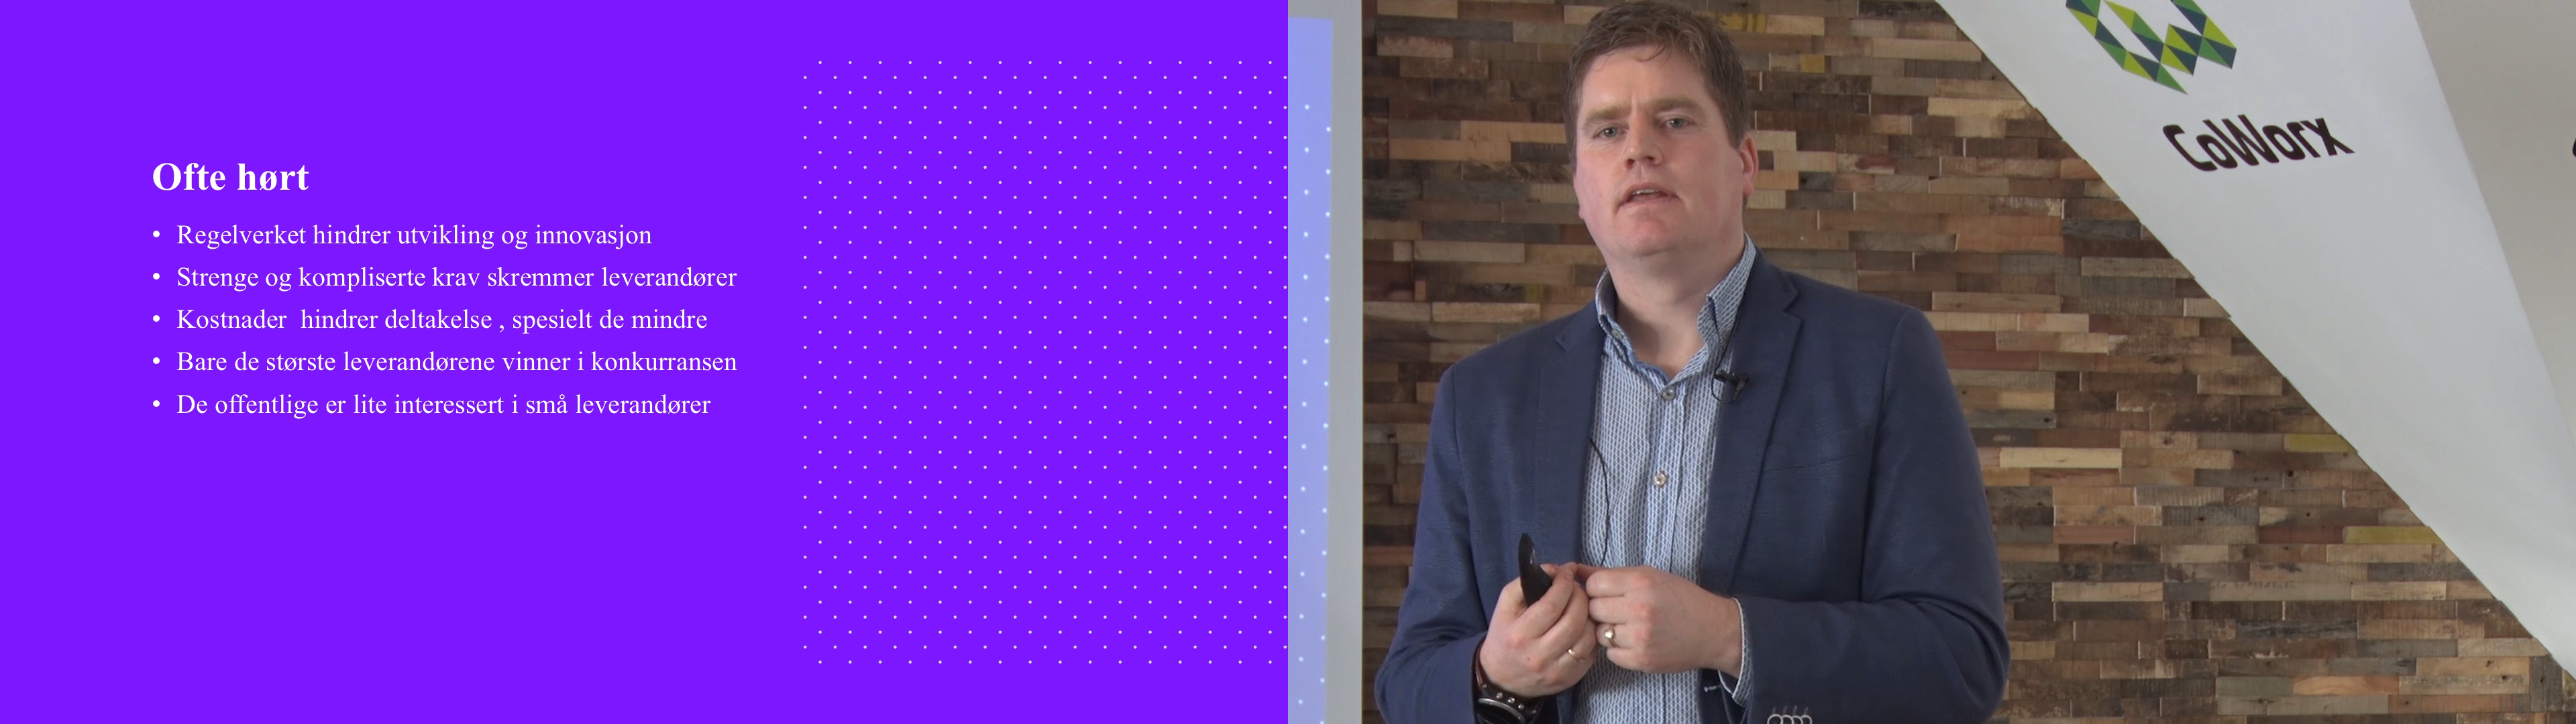 Ofte hørt
• Regelverket hindrer utvikling og innovasjon
• Strenge og kompliserte krav skremmer leverandører
• Kostnader  hindrer deltakelse , spesielt de mindre
• Bare de største leverandørene vinner i konkurransen
• De offentlige er lite interessert i små leverandører
CoWorx